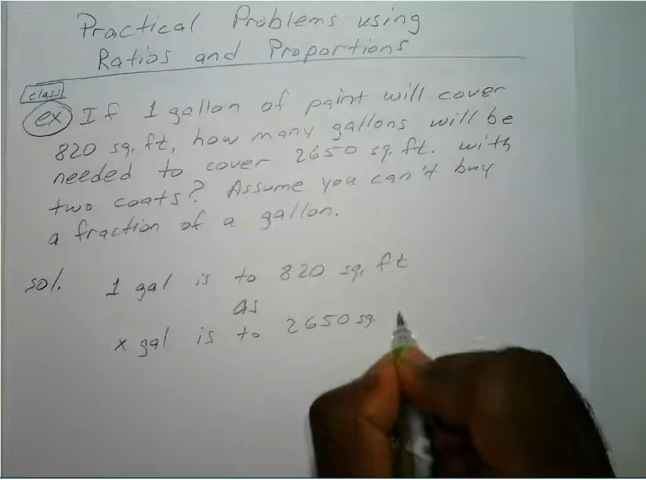 Practical Problems using
Ratios and Proportions
class
ex If 1 gallon of paint will cover
820 sq. ft, how many gallons will be
needed to cover 2650 sq. ft. with
two coats? Assume you can't buy
a fraction of a gallon.
sol. 1 gal is to 820 sq. ft
as
x gal is to 2650 sq.